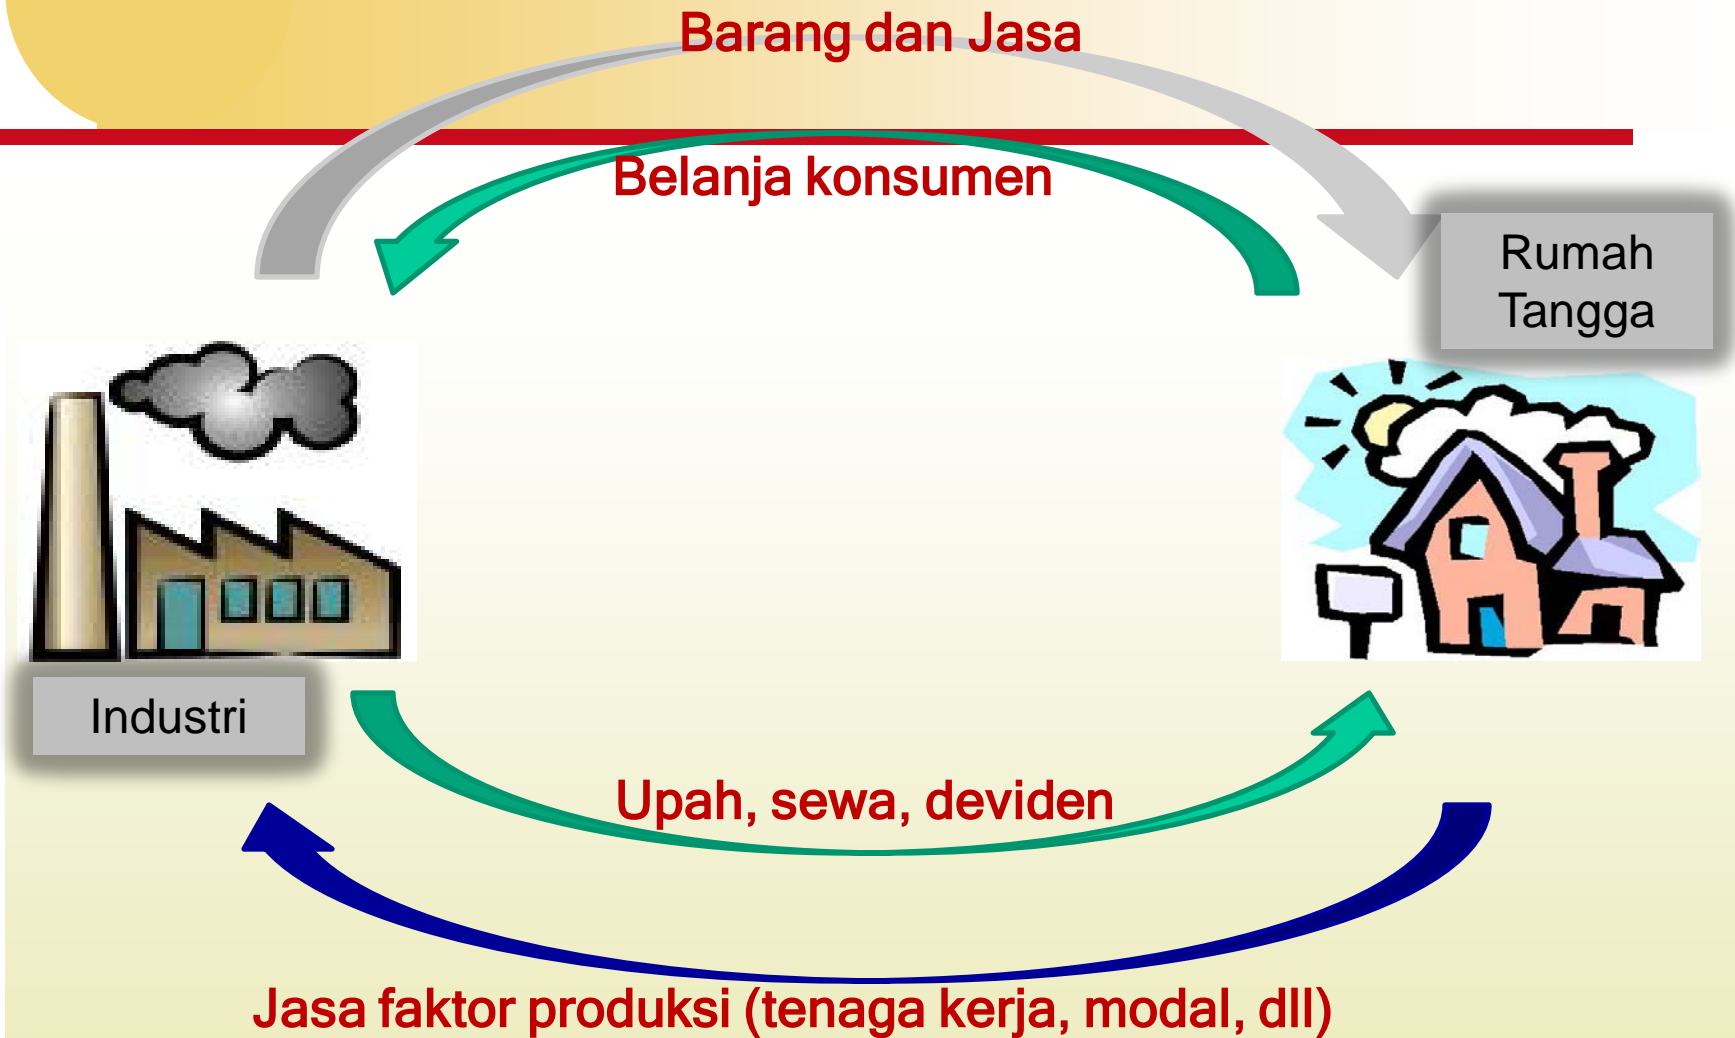 Barang dan Jasa
Belanja konsumen
Rumah
Tangga
Industri
Upah, sewa, deviden
Jasa faktor produksi (tenaga kerja, modal, dll)